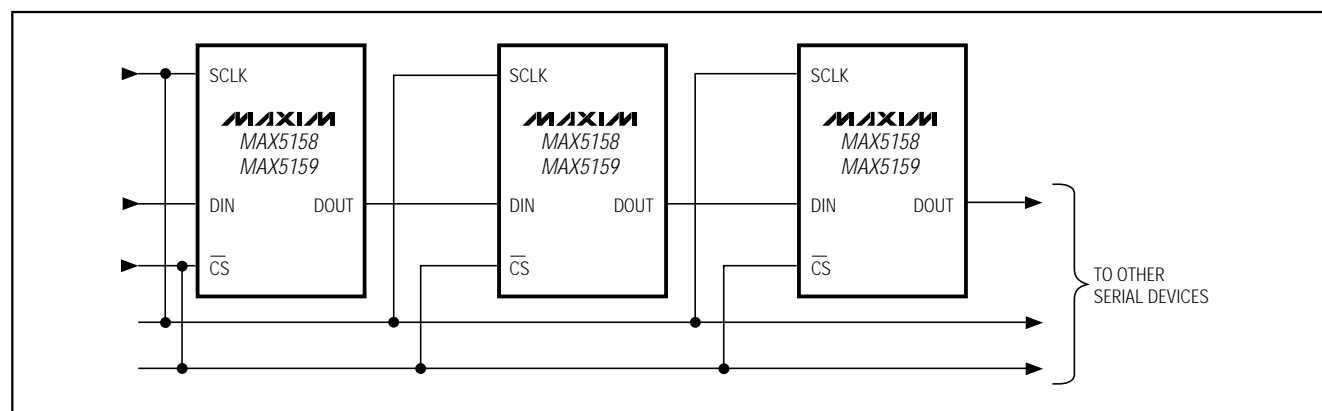 SCLK
MAXIM
MAX5158
MAX5159
DIN DOUT
CS
SCLK
MAXIM
MAX5158
MAX5159
DIN DOUT
CS
SCLK
MAXIM
MAX5158
MAX5159
DIN DOUT
CS
TO OTHER
SERIAL DEVICES